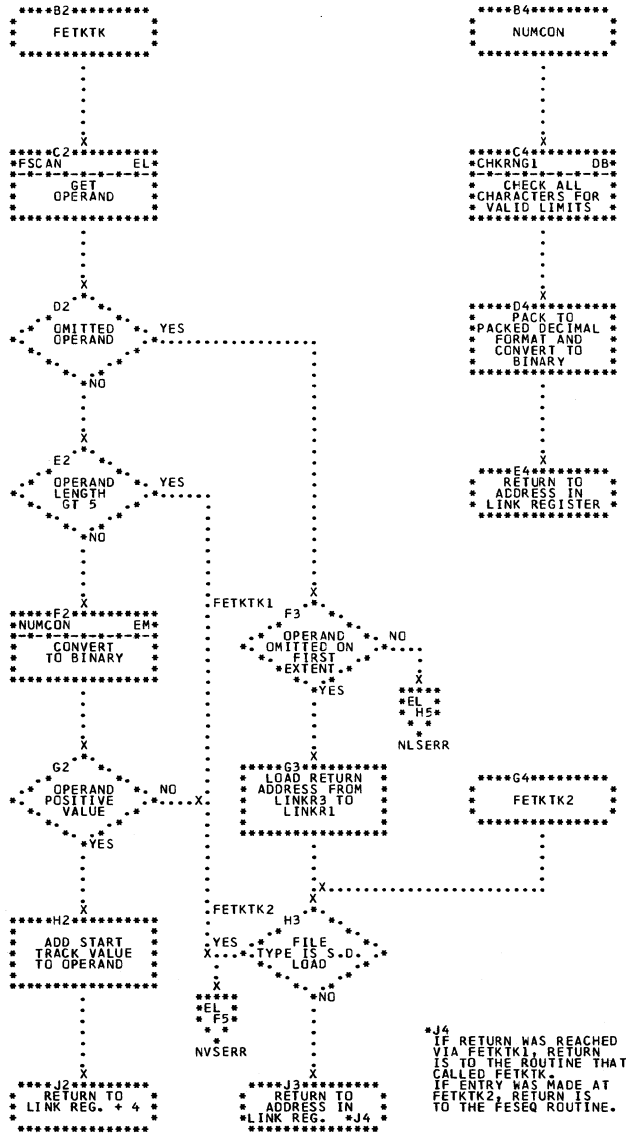 B2
FETKTK
C2
FSCAN EL
GET
OPERAND
D2
OMITTED
OPERAND
YES
NO
E2
OPERAND
LENGTH
GT 5
YES
NO
F2
NUMCON EM
CONVERT
TO BINARY
G2
OPERAND
POSITIVE
VALUE
NO
YES
H2
ADD START
TRACK VALUE
TO OPERAND
J2
RETURN TO
LINK REG. + 4
FETKTK1
F3
OPERAND
OMITTED ON
FIRST
EXTENT
NO
YES
EL
H5
NLSERR
G3
LOAD RETURN
ADDRESS FROM
LINKR3 TO
LINKR1
FETKTK2
H3
FILE
TYPE IS S.D.
LOAD
YES
NO
EL
F5
NVSERR
J3
RETURN TO
ADDRESS IN
LINK REG. *J4
B4
NUMCON
C4
CHKRNG1 DB
CHECK ALL
CHARACTERS FOR
VALID LIMITS
D4
PACK TO
PACKED DECIMAL
FORMAT AND
CONVERT TO
BINARY
E4
RETURN TO
ADDRESS IN
LINK REGISTER
G4
FETKTK2
*J4
IF RETURN WAS REACHED
VIA FETKTK1, RETURN
IS TO THE ROUTINE THAT
CALLED FETKTK.
IF ENTRY WAS MADE AT
FETKTK2, RETURN IS
TO THE FESEQ ROUTINE.